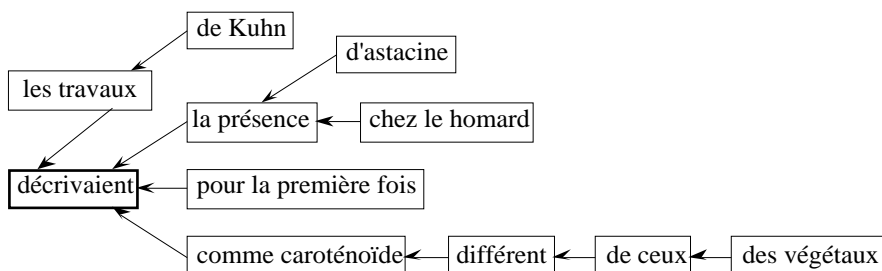 de Kuhn
d'astacine
les travaux
la présence
chez le homard
décrivaient
pour la première fois
comme caroténoïde
différent
de ceux
des végétaux